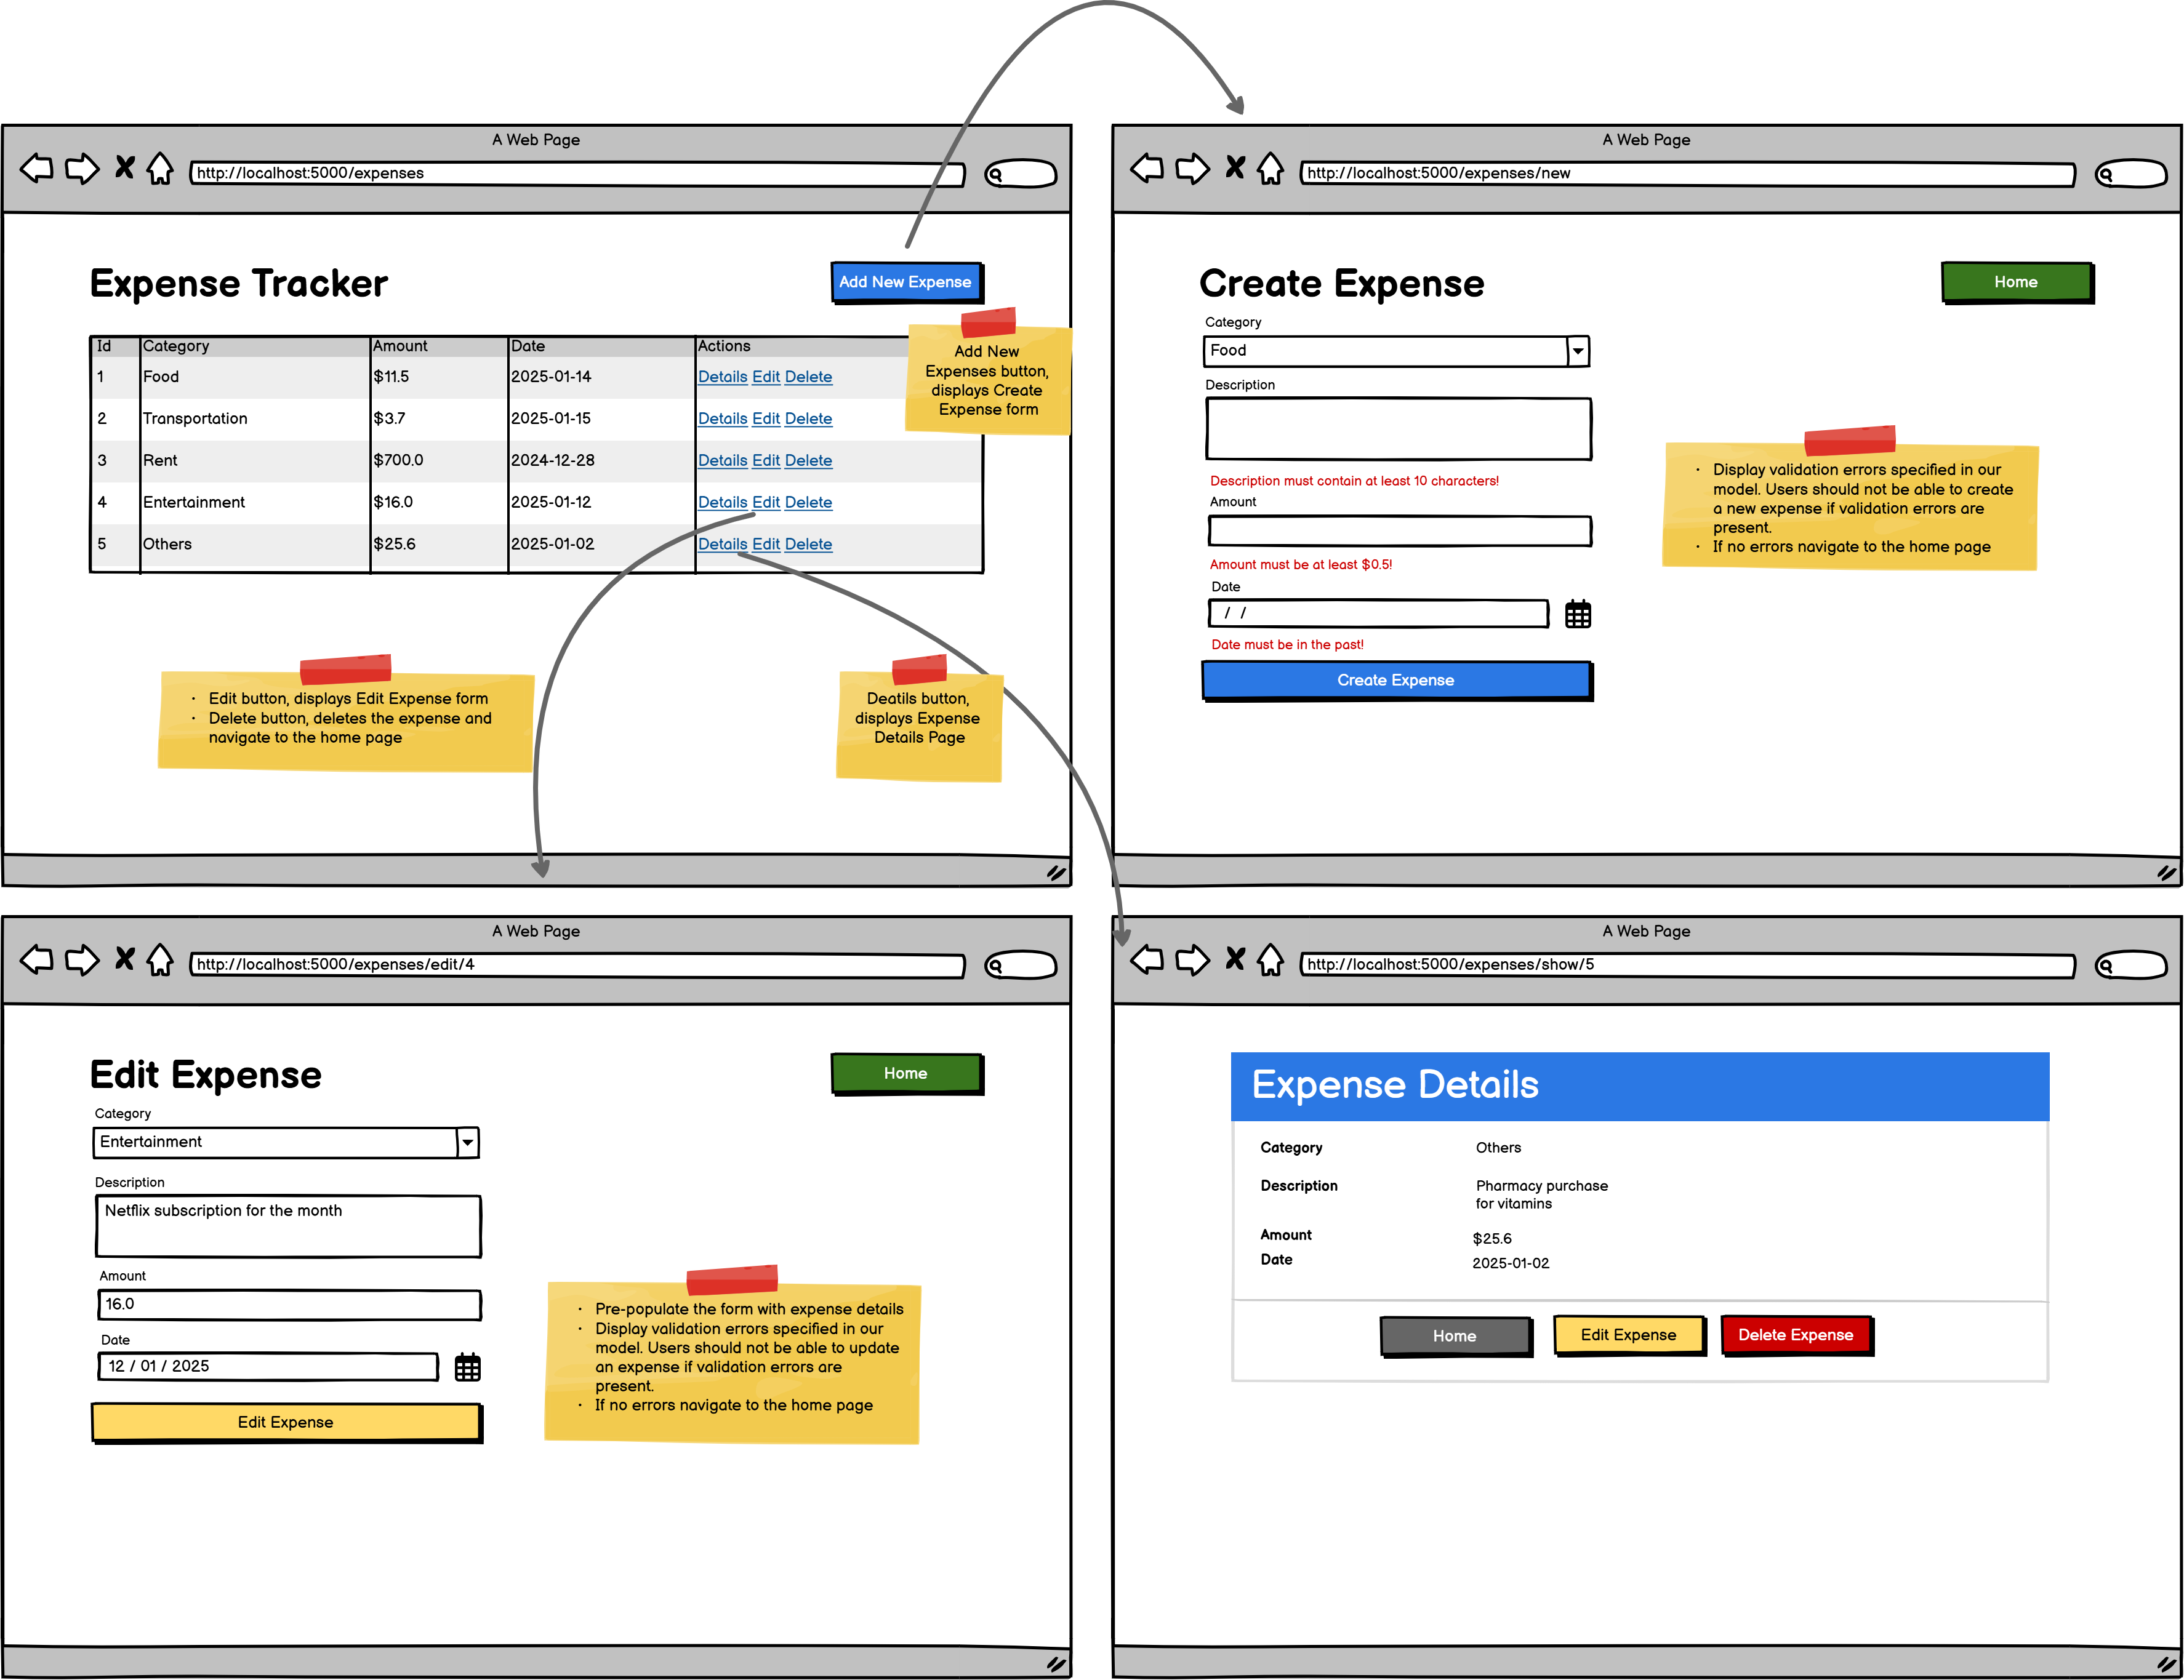 A Web Page
http://localhost:5000/expenses
Expense Tracker
Add New Expense
Id Category Amount Date Actions
1 Food $11.5 2025-01-14 Details Edit Delete
2 Transportation $3.7 2025-01-15 Details Edit Delete
3 Rent $700.0 2024-12-28 Details Edit Delete
4 Entertainment $16.0 2025-01-12 Details Edit Delete
5 Others $25.6 2025-01-02 Details Edit Delete
Add New
Expenses button,
displays Create
Expense form
• Edit button, displays Edit Expense form
• Delete button, deletes the expense and
navigate to the home page
Deatils button,
displays Expense
Details Page
A Web Page
http://localhost:5000/expenses/new
Create Expense
Home
Category
Food
Description
Description must contain at least 10 characters!
Amount
Amount must be at least $0.5!
Date
/ /
Date must be in the past!
Create Expense
• Display validation errors specified in our
model. Users should not be able to create
a new expense if validation errors are
present.
• If no errors navigate to the home page
A Web Page
http://localhost:5000/expenses/edit/4
Edit Expense
Home
Category
Entertainment
Description
Netflix subscription for the month
Amount
16.0
Date
12 / 01 / 2025
Edit Expense
• Pre-populate the form with expense details
• Display validation errors specified in our
model. Users should not be able to update
an expense if validation errors are
present.
• If no errors navigate to the home page
A Web Page
http://localhost:5000/expenses/show/5
Expense Details
Category Others
Description Pharmacy purchase
for vitamins
Amount $25.6
Date 2025-01-02
Home Edit Expense Delete Expense